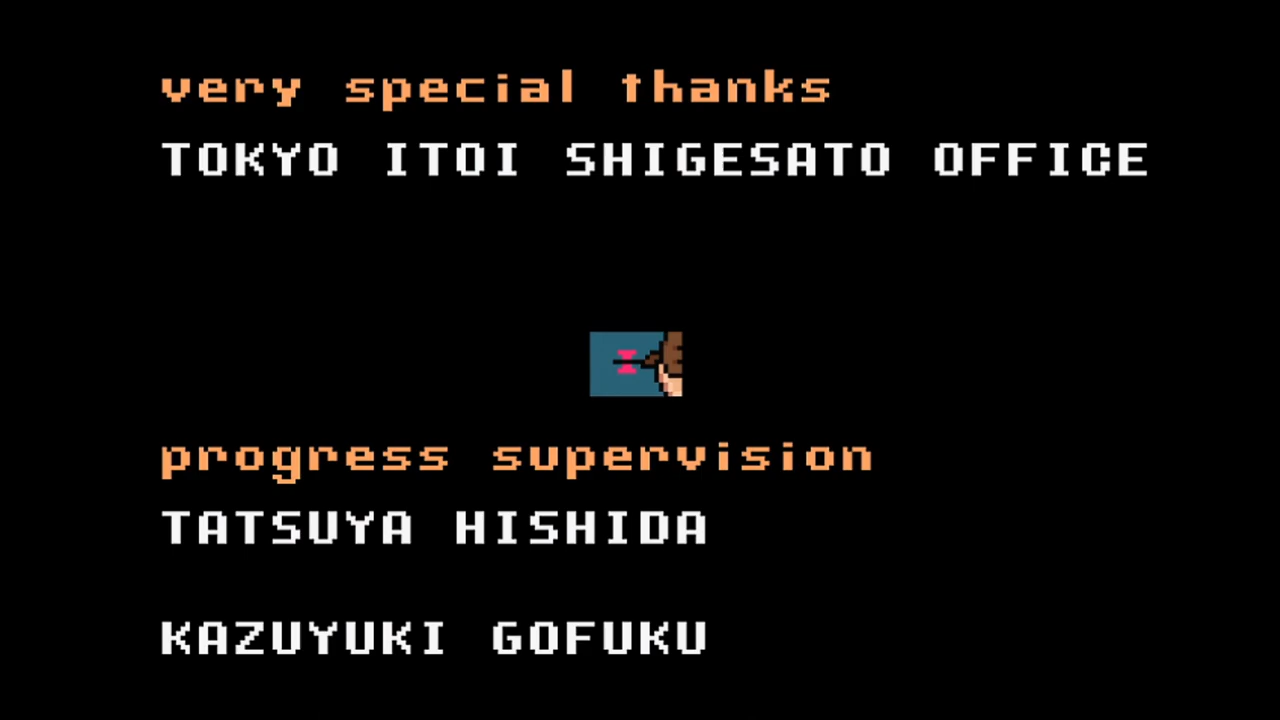 very special thanks
TOKYO ITOI SHIGESATO OFFICE
progress supervision
TATSUYA HISHIDA
KAZUYUKI GOFUKU